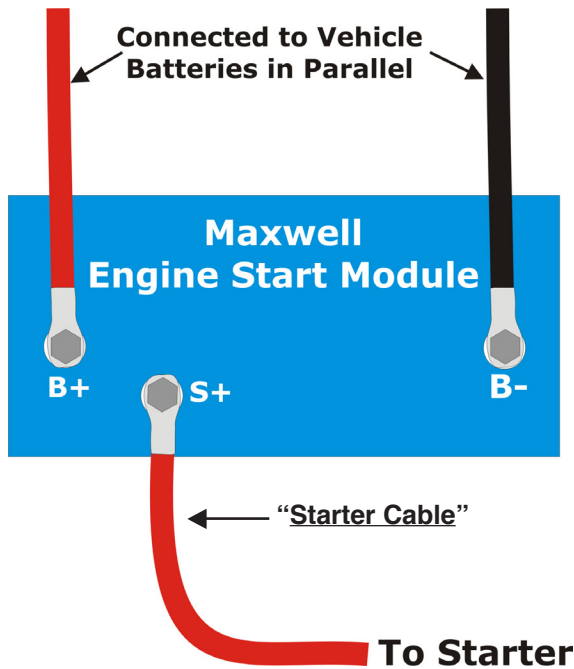 Connected to Vehicle
Batteries in Parallel
Maxwell
Engine Start Module
B+
S+
B-
“Starter Cable”
To Starter